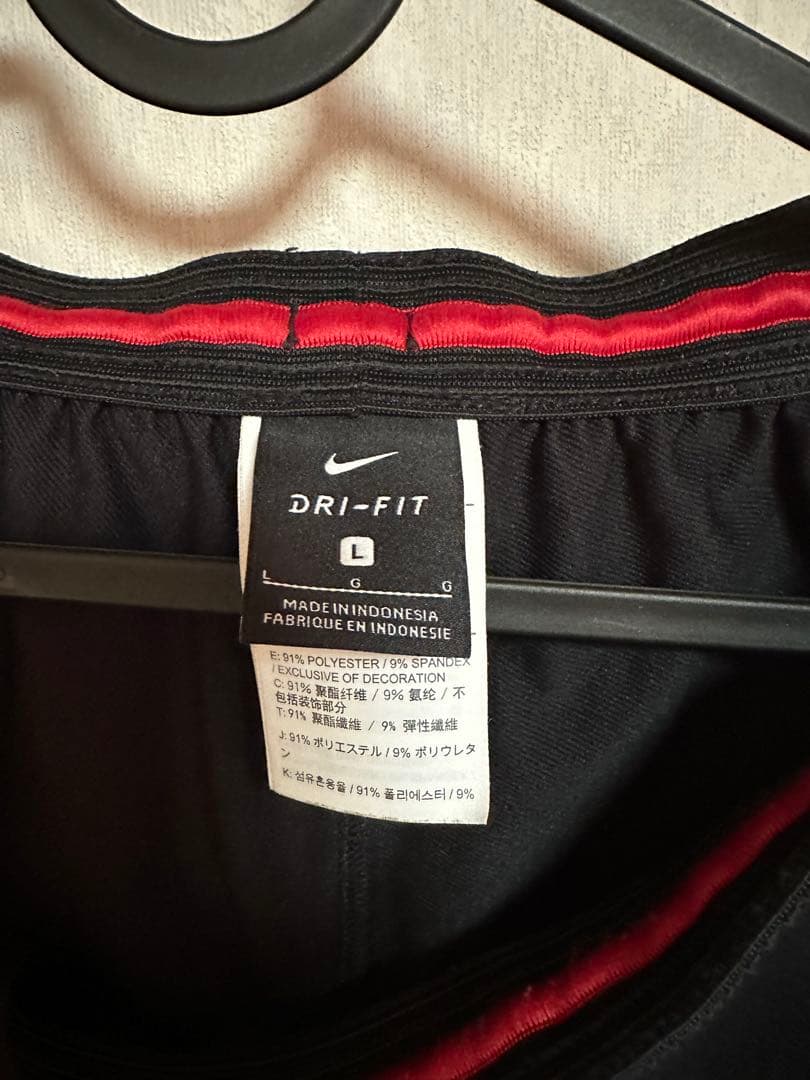 DRI-FIT
L
L G G
MADE IN INDONESIA
FABRIQUE EN INDONESIE
E: 91% POLYESTER / 9% SPANDEX
/ EXCLUSIVE OF DECORATION
C: 91% 聚酯纤维 / 9% 氨纶 / 不
包括装饰部分
T: 91% 聚酯纖維 / 9% 彈性纖維
J: 91% ポリエステル / 9% ポリウレタ
ン
K: 섬유혼용율 / 91% 폴리에스터 / 9%